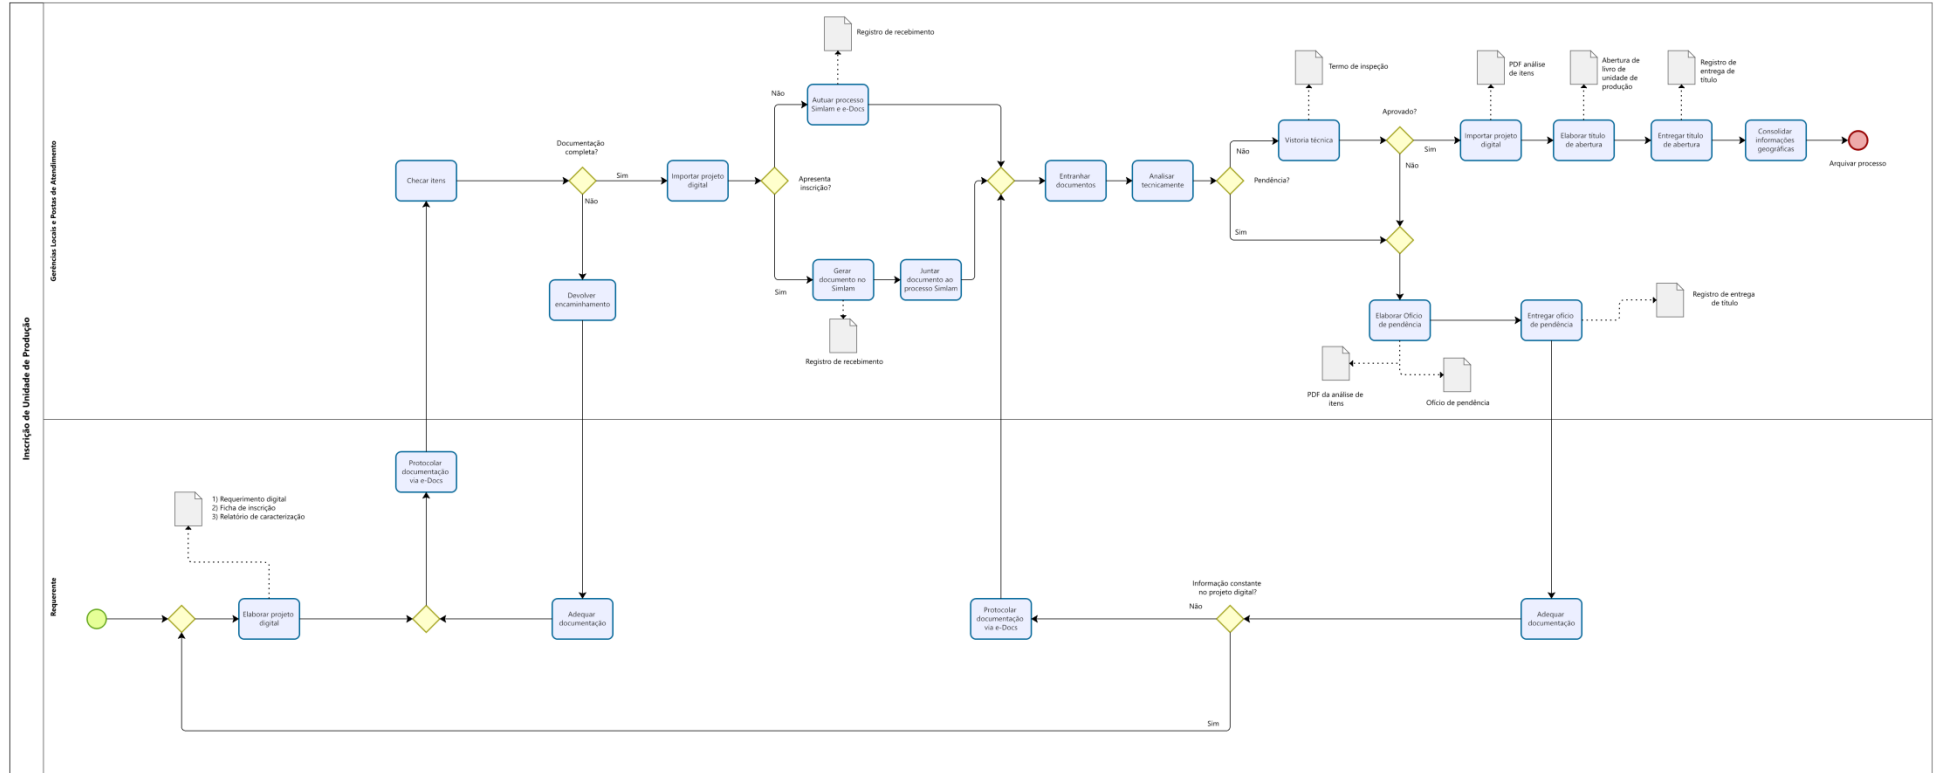 Inscrição de Unidade de Produção
Gerências Locais e Postas de Atendimento
Registro de recebimento
Não
Autuar processo
Simlam e e-Docs
Documentação
completa?
Checar itens
Sim
Não
Importar projeto
digital
Apresenta
inscrição?
Sim
Gerar
documento no
Simlam
Juntar
documento ao
processo Simlam
Registro de recebimento
Devolver
encaminhamento
Entranhar
documentos
Analisar
tecnicamente
Pendência?
Não
Sim
Termo de inspeção
Vistoria técnica
Aprovado?
Sim
Não
PDF análise
de itens
Importar projeto
digital
Abertura de
livro de
unidade de
produção
Elaborar título
de abertura
Registro de
entrega de
título
Entregar título
de abertura
Consolidar
informações
geográficas
Arquivar processo
Elaborar Ofício
de pendência
Entregar ofício
de pendência
Registro de entrega
de título
PDF da análise de
itens
Ofício de pendência
Requerente
1) Requerimento digital
2) Ficha de inscrição
3) Relatório de caracterização
Elaborar projeto
digital
Protocolar
documentação
via e-Docs
Adequar
documentação
Protocolar
documentação
via e-Docs
Informação constante
no projeto digital?
Não
Sim
Adequar
documentação